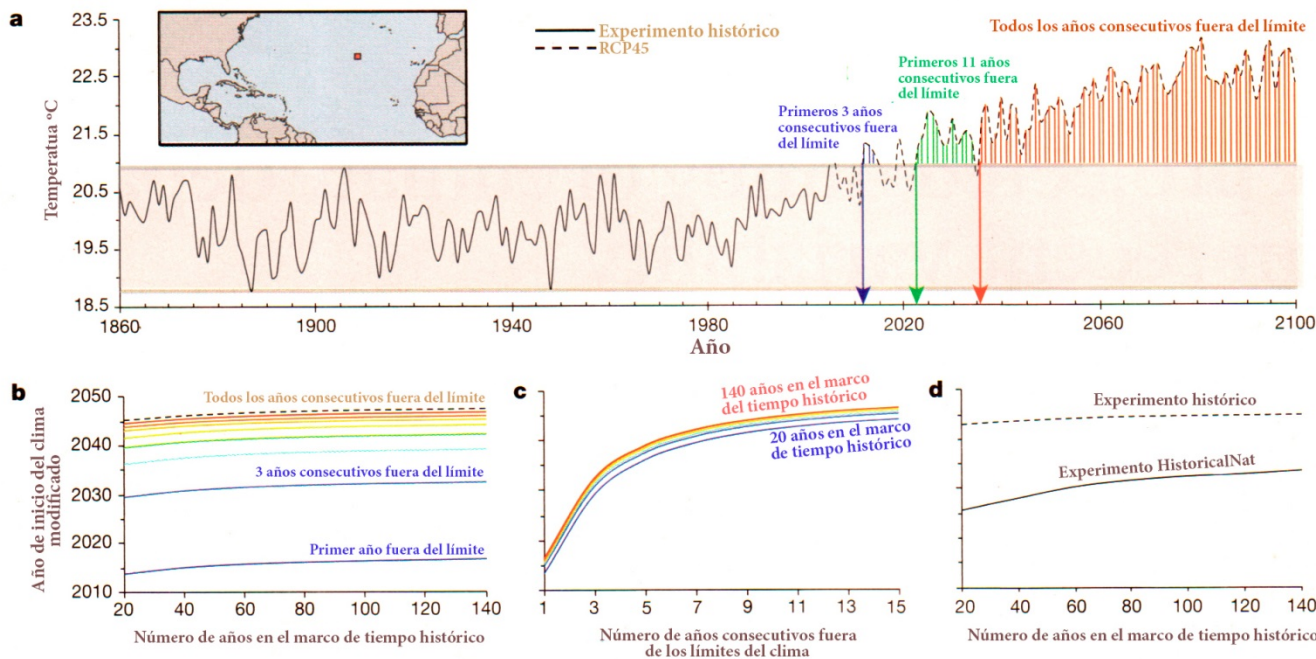 a
23.5
22.5
21.5
20.5
19.5
18.5
Temperatua ºC
Experimento histórico
RCP45
Primeros 3 años
consecutivos fuera
del límite
Primeros 11 años
consecutivos fuera
del límite
Todos los años consecutivos fuera del límite
1860
1900
1940
1980
2020
2060
2100
Año
b
2050
2040
2030
2020
2010
Año de inicio del clima
modificado
Todos los años consecutivos fuera del límite
3 años consecutivos fuera del límite
Primer año fuera del límite
20 40 60 80 100 120 140
Número de años en el marco de tiempo histórico
c
140 años en el marco
del tiempo histórico
20 años en el marco
de tiempo histórico
1 3 5 7 9 11 13 15
Número de años consecutivos fuera
de los límites del clima
d
Experimento histórico
Experimento HistoricalNat
20 40 60 80 100 120 140
Número de años en el marco de tiempo histórico